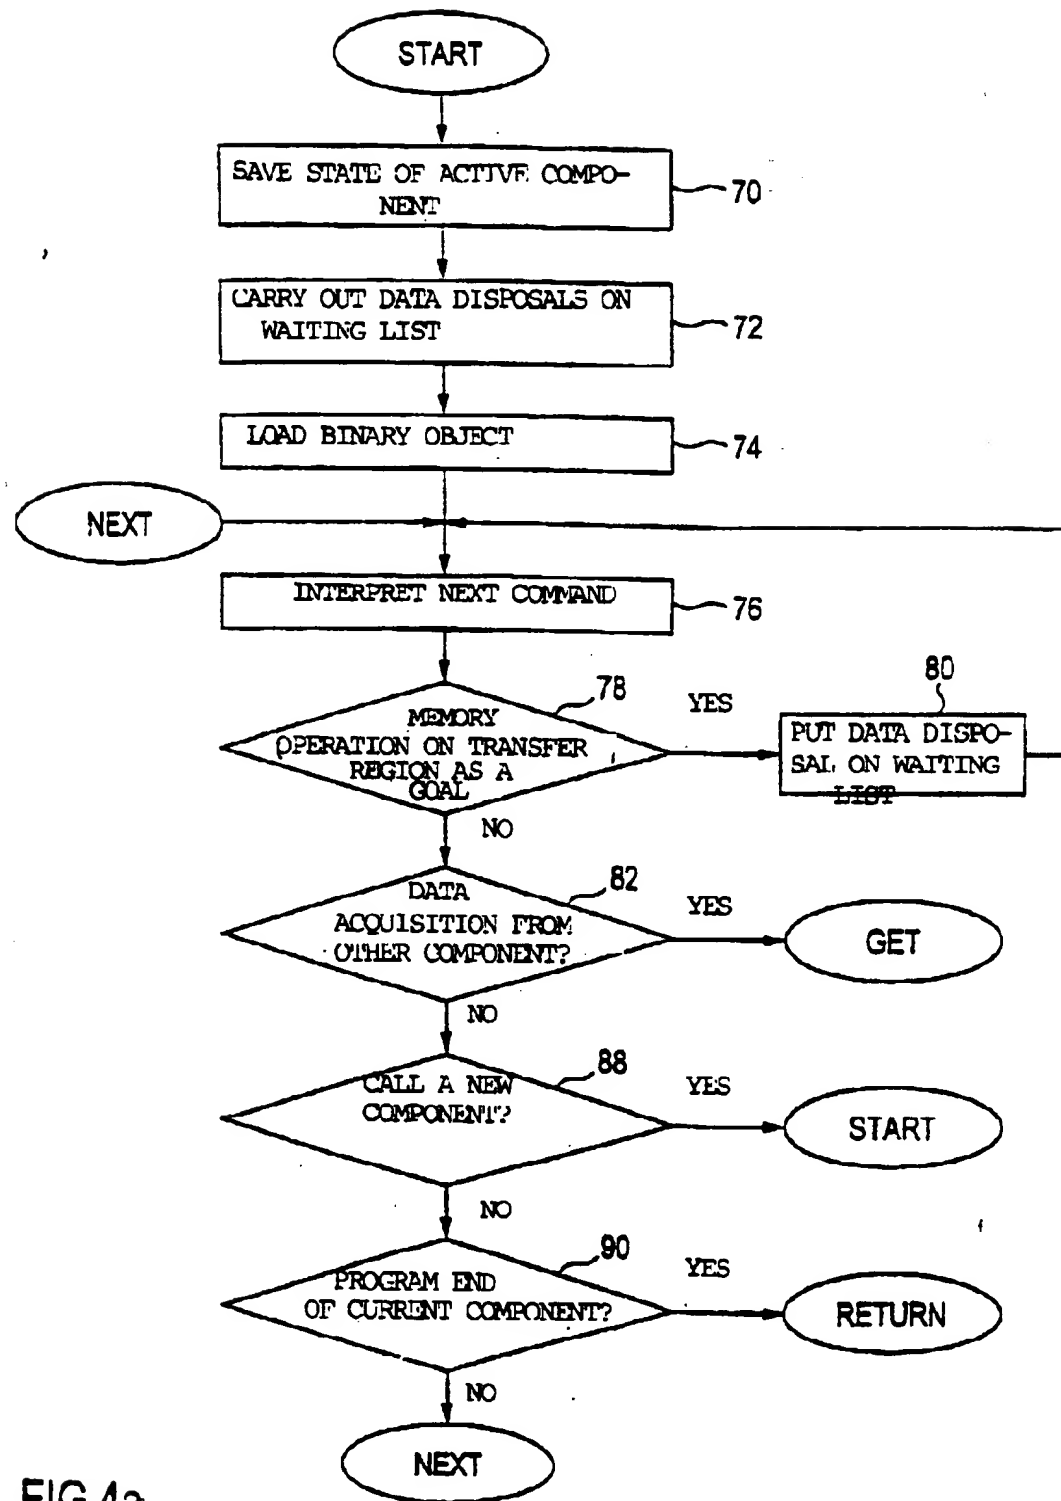 START
SAVE STATE OF ACTIVE COMPO-
NENT
70
CARRY OUT DATA DISPOSALS ON
WAITING LIST
72
LOAD BINARY OBJECT
74
NEXT
INTERPRET NEXT COMMAND
76
78
YES
80
MEMORY
OPERATION ON TRANSFER
REGION AS A
GOAL
PUT DATA DISPO-
SAL ON WAITING
LIST
NO
82
YES
DATA
ACQUISITION FROM
OTHER COMPONENT?
GET
NO
88
YES
CALL A NEW
COMPONENT?
START
NO
90
YES
PROGRAM END
OF CURRENT COMPONENT?
RETURN
NO
NEXT
FIG.4a